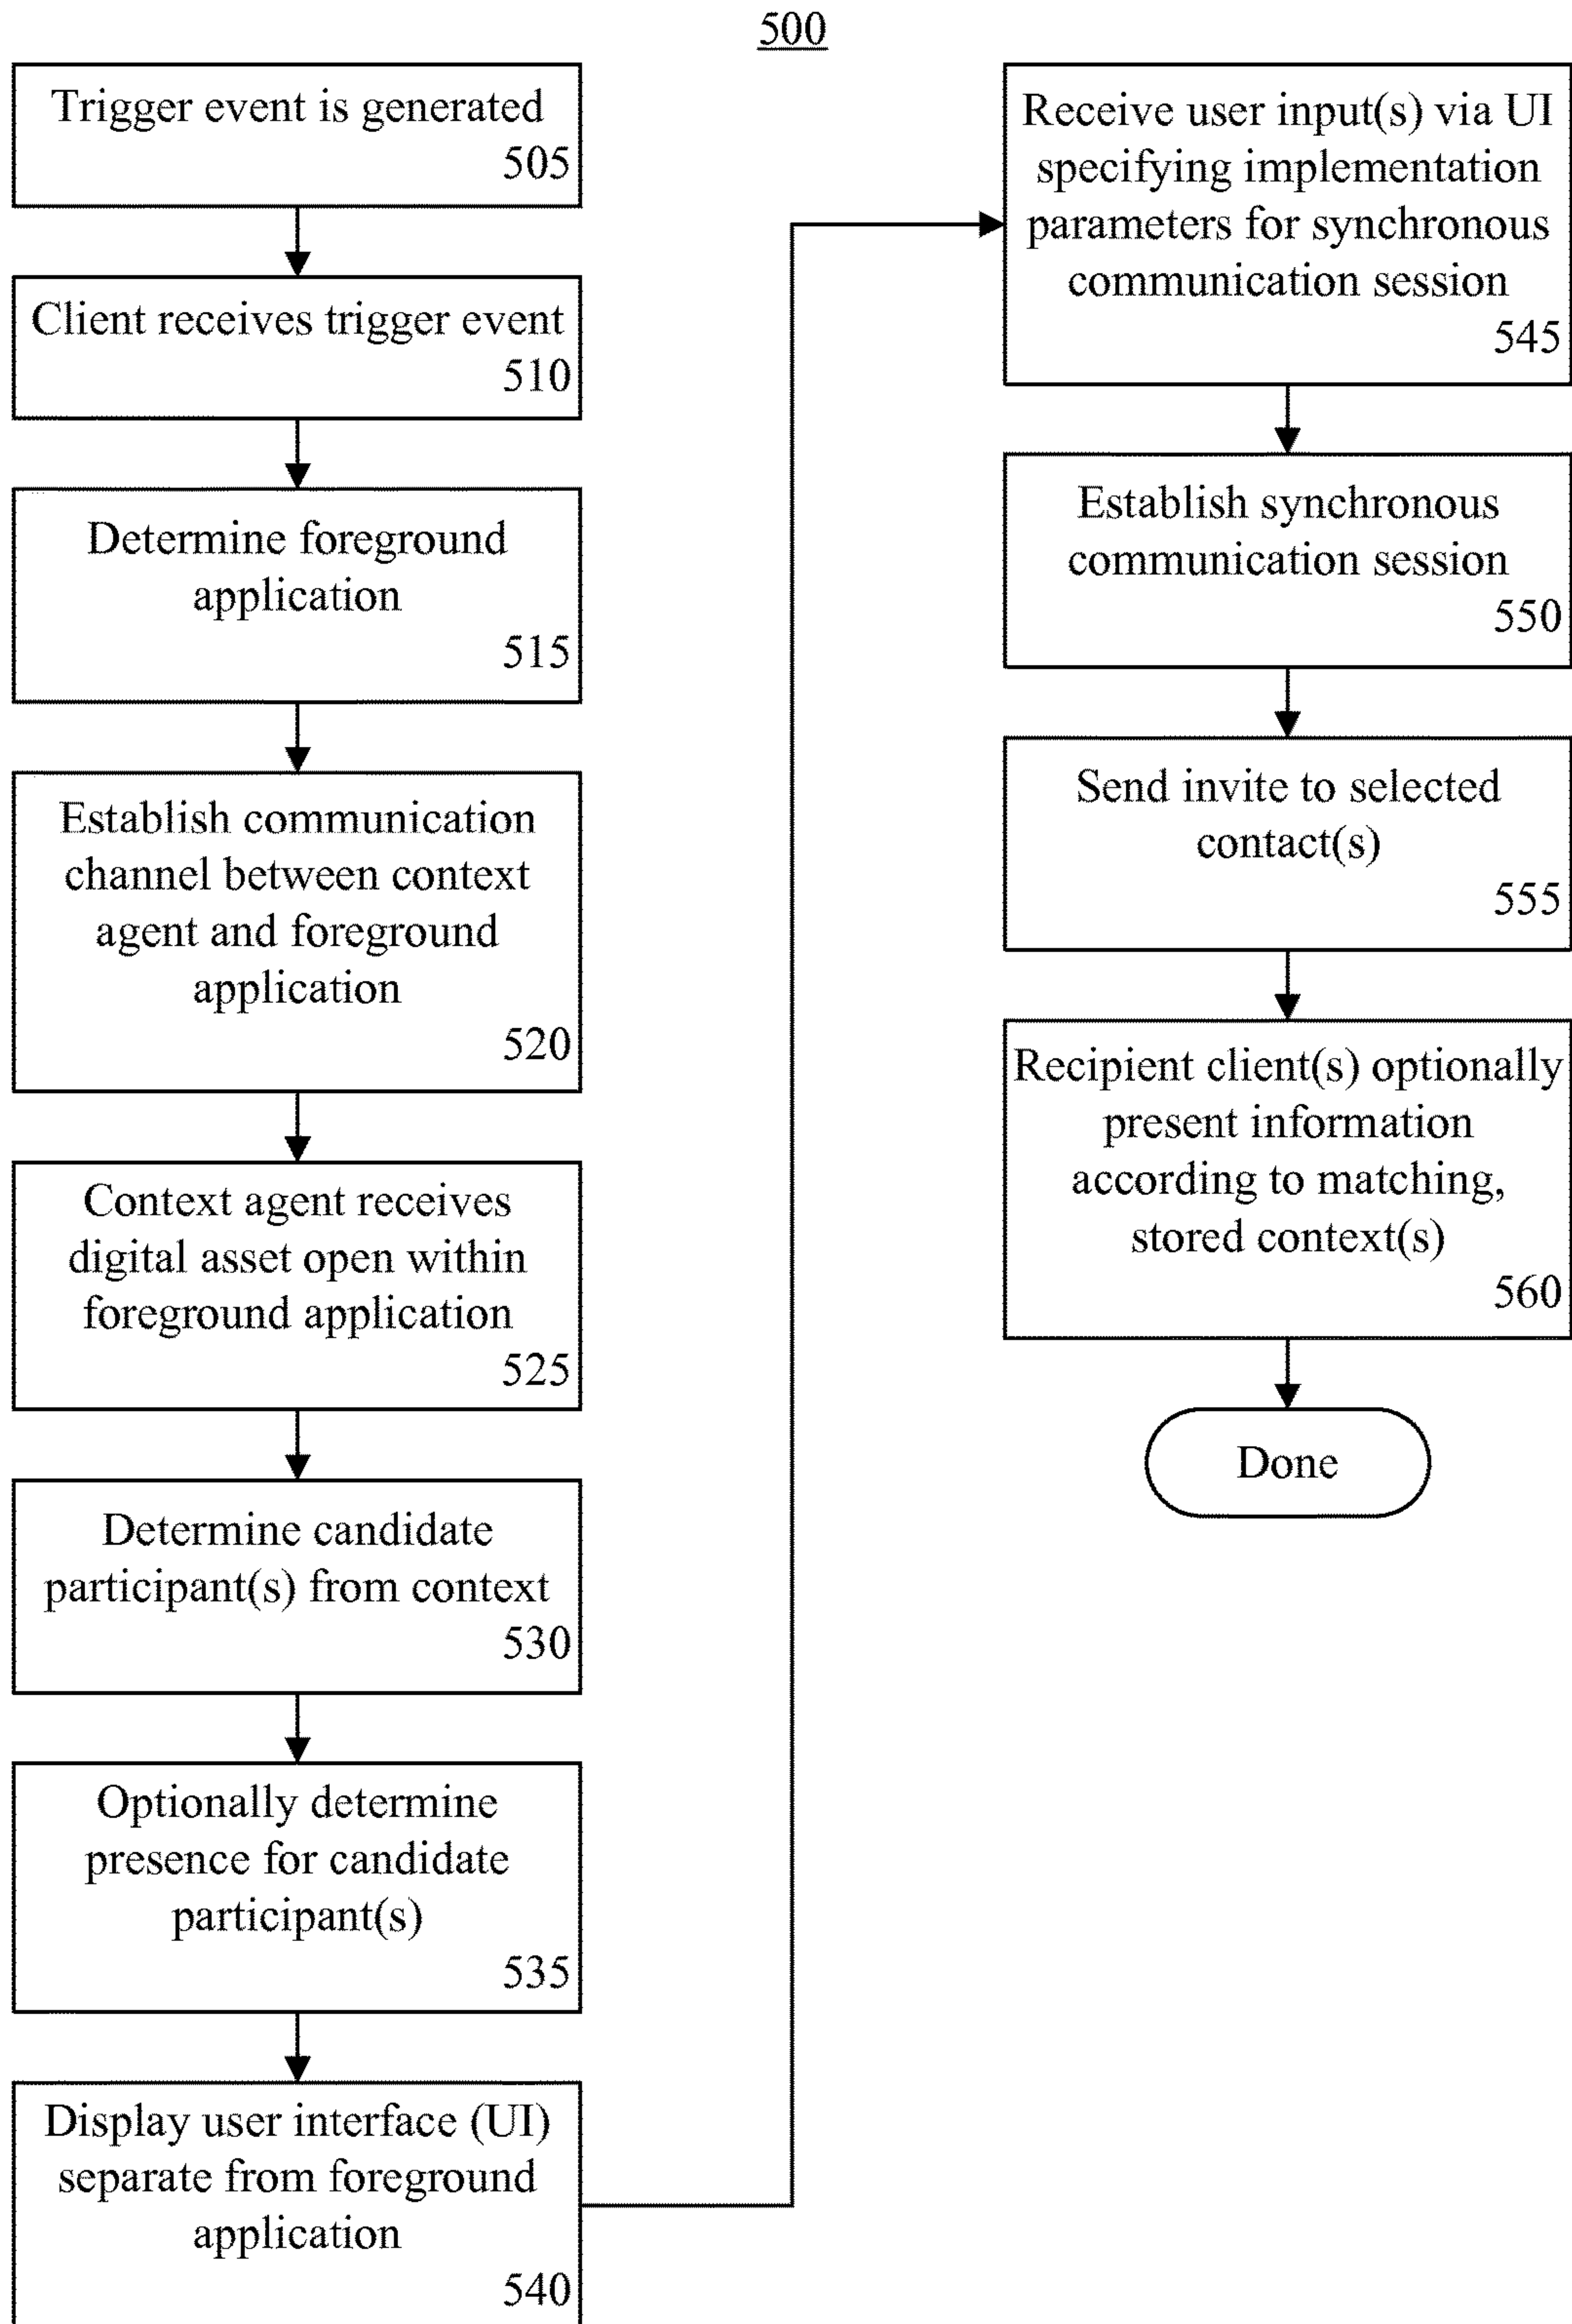 500
Trigger event is generated
505
Client receives trigger event
510
Determine foreground
application
515
Establish communication
channel between context
agent and foreground
application
520
Context agent receives
digital asset open within
foreground application
525
Determine candidate
participant(s) from context
530
Optionally determine
presence for candidate
participant(s)
535
Display user interface (UI)
separate from foreground
application
540
Receive user input(s) via UI
specifying implementation
parameters for synchronous
communication session
545
Establish synchronous
communication session
550
Send invite to selected
contact(s)
555
Recipient client(s) optionally
present information
according to matching,
stored context(s)
560
Done